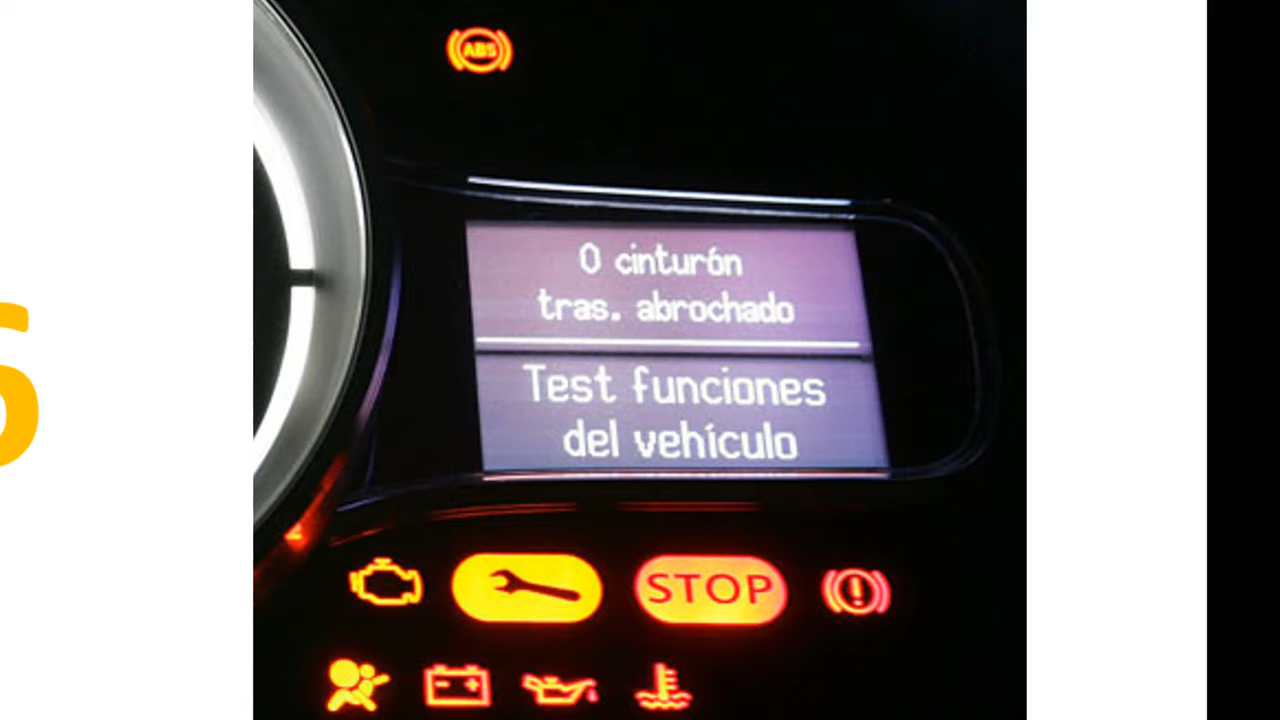 ABS
0 cinturón
tras. abrochado
Test funciones
del vehículo
STOP